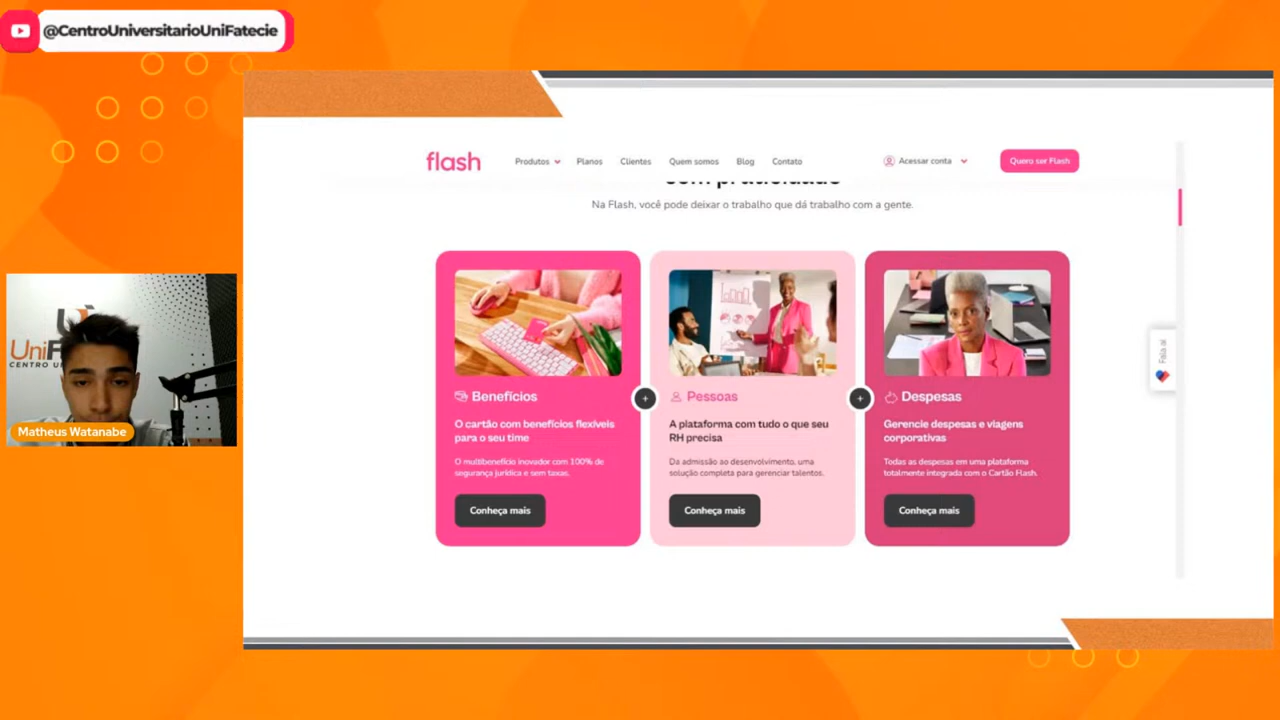 @CentroUniversitarioUniFatecie
flash
Produtos
Planos
Clientes
Quem somos
Blog
Contato
Acessar conta
Quero ser Flash
com praticidade
Na Flash, você pode deixar o trabalho que dá trabalho com a gente.
Benefícios
O cartão com benefícios flexíveis
para o seu time
O multibenefício inovador com 100% de
segurança jurídica e sem taxas.
Conheça mais
Pessoas
A plataforma com tudo o que seu
RH precisa
Da admissão ao desenvolvimento, uma
solução completa para gerenciar talentos.
Conheça mais
Despesas
Gerencie despesas e viagens
corporativas
Todas as despesas em uma plataforma
totalmente integrada com o Cartão Flash.
Conheça mais
Fala aí
Matheus Watanabe